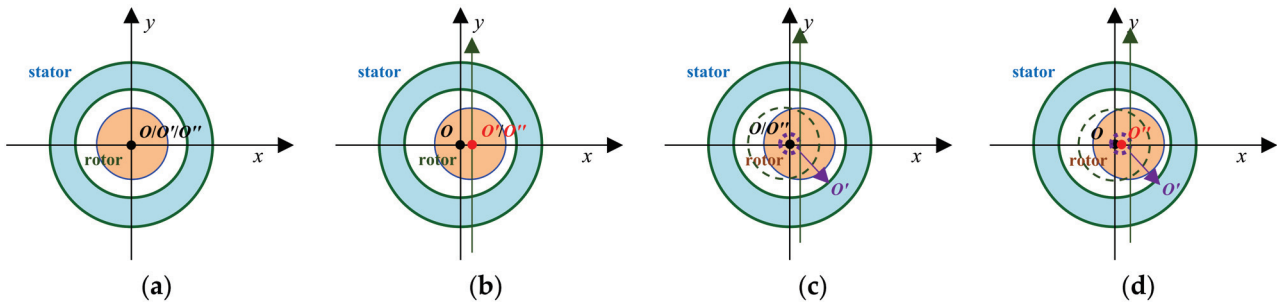 y
stator
O/O'/O''
rotor
x
(a)
y
stator
O
O'/O''
rotor
x
(b)
y
stator
O/O''
rotor
x
O'
(c)
y
stator
O
O''
rotor
x
O'
(d)